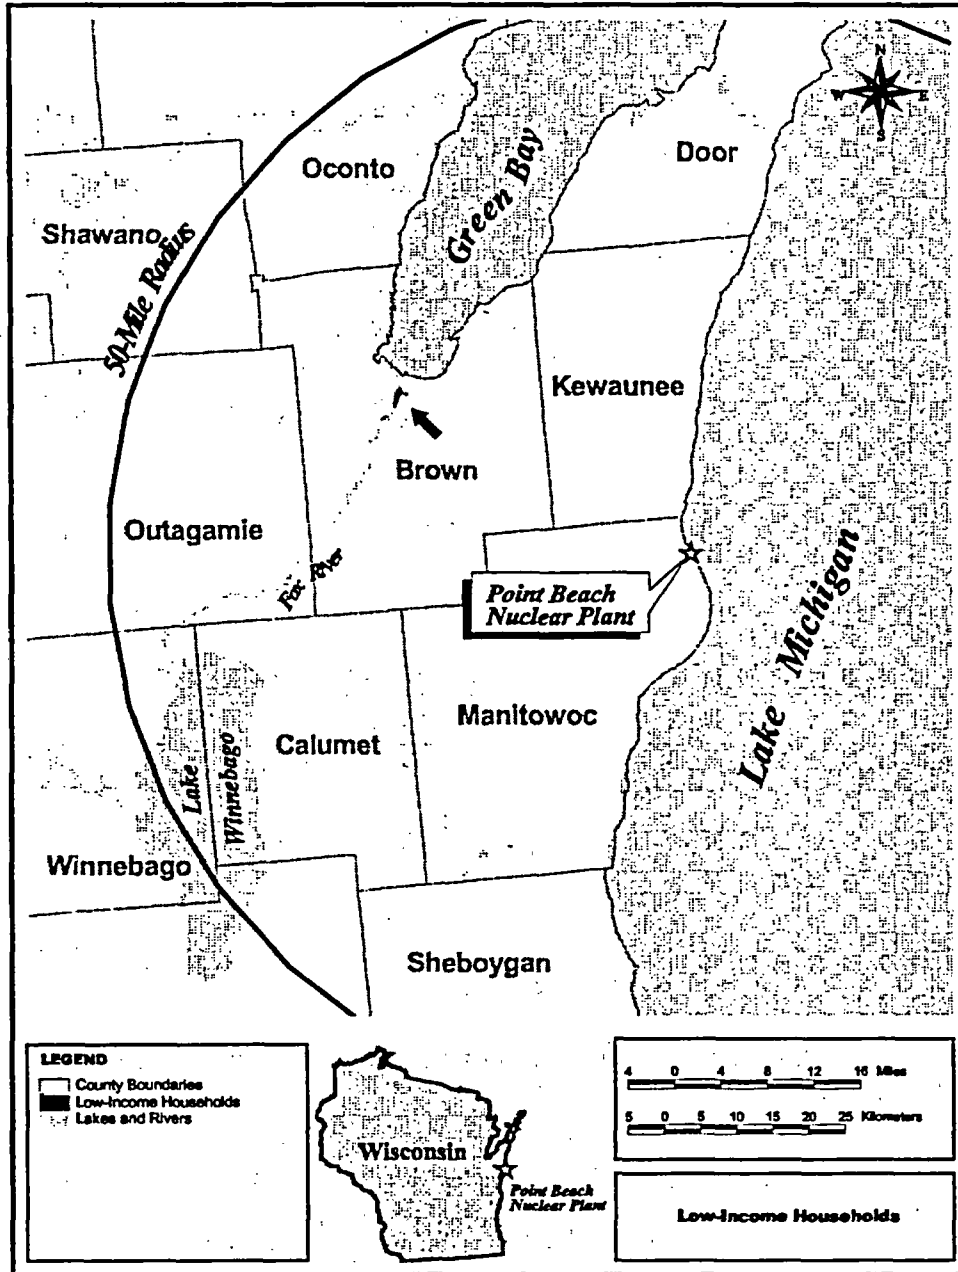 N
W E
S
Oconto
Door
Green Bay
Shawano
50-Mile Radius
Kewaunee
Brown
Outagamie
Fox River
Point Beach
Nuclear Plant
Lake Michigan
Manitowoc
Calumet
Lake
Winnebago
Winnebago
Sheboygan
LEGEND
County Boundaries
Low-Income Households
Lakes and Rivers
Wisconsin
Point Beach
Nuclear Plant
4 0 4 8 12 16 Miles
5 0 5 10 15 20 25 Kilometers
Low-Income Households